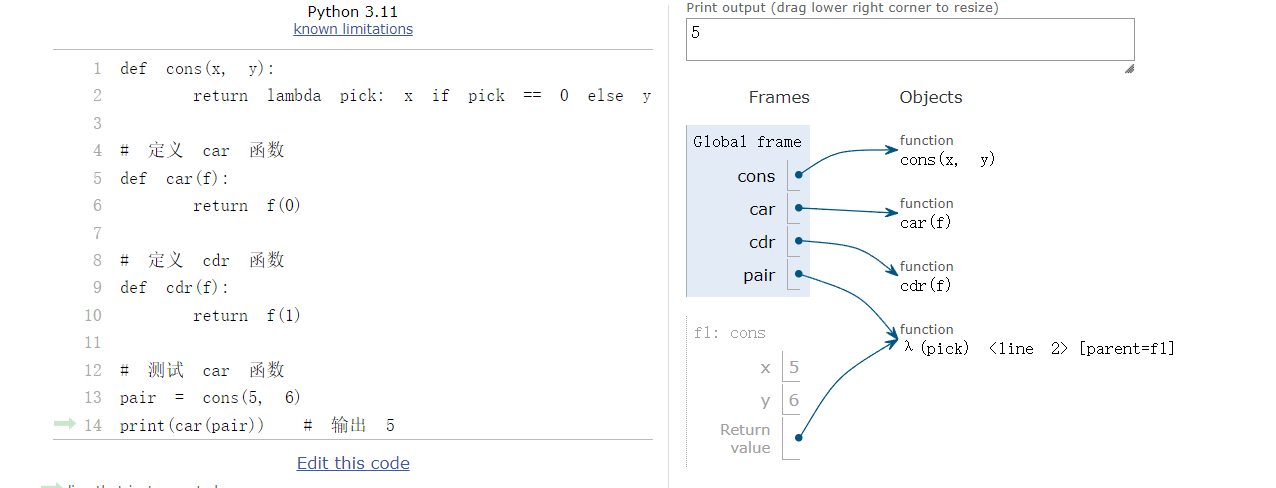 Python 3.11
known limitations
1 def cons(x, y):
2 return lambda pick: x if pick == 0 else y
3
4 # 定义 car 函数
5 def car(f):
6 return f(0)
7
8 # 定义 cdr 函数
9 def cdr(f):
10 return f(1)
11
12 # 测试 car 函数
13 pair = cons(5, 6)
14 print(car(pair)) # 输出 5
Edit this code
Print output (drag lower right corner to resize)
5
Frames
Objects
Global frame
cons
car
cdr
pair
function
cons(x, y)
function
car(f)
function
cdr(f)
function
λ(pick) <line 2> [parent=f1]
f1: cons
x 5
y 6
Return
value